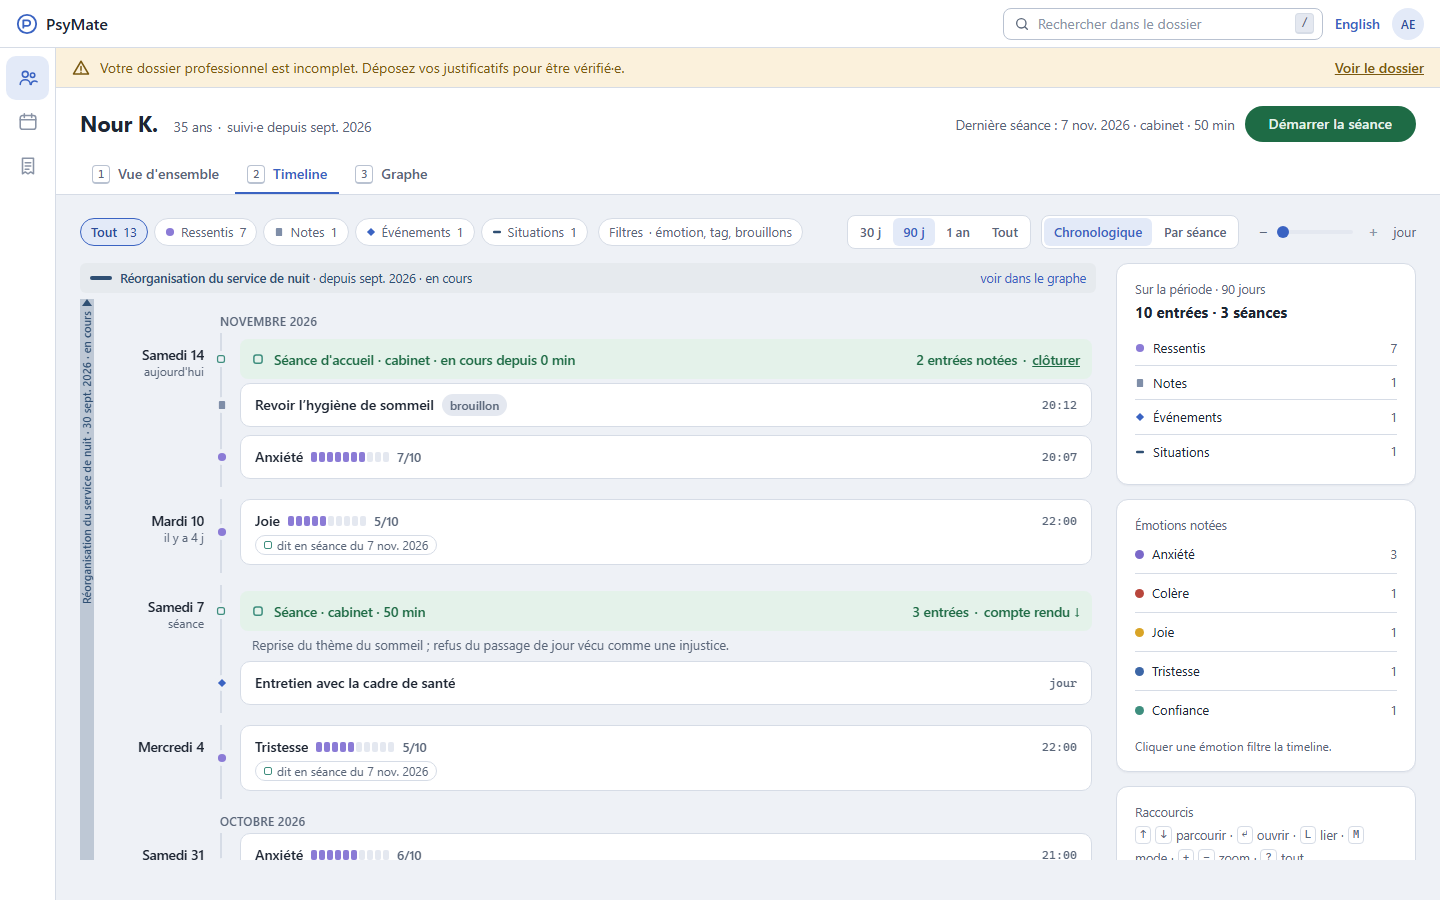 PsyMate
Rechercher dans le dossier
/
English
AE
Votre dossier professionnel est incomplet. Déposez vos justificatifs pour être vérifié·e.
Voir le dossier
Nour K.
35 ans · suivi·e depuis sept. 2026
Dernière séance : 7 nov. 2026 · cabinet · 50 min
Démarrer la séance
1 Vue d'ensemble
2 Timeline
3 Graphe
Tout 13
Ressentis 7
Notes 1
Événements 1
Situations 1
Filtres · émotion, tag, brouillons
30 j
90 j
1 an
Tout
Chronologique
Par séance
− + jour
Réorganisation du service de nuit · depuis sept. 2026 · en cours
voir dans le graphe
Réorganisation du service de nuit · 30 sept. 2026 · en cours
NOVEMBRE 2026
Samedi 14
aujourd'hui
Séance d'accueil · cabinet · en cours depuis 0 min
2 entrées notées · clôturer
Revoir l'hygiène de sommeil brouillon
20:12
Anxiété 7/10
20:07
Mardi 10
il y a 4 j
Joie 5/10
22:00
dit en séance du 7 nov. 2026
Samedi 7
séance
Séance · cabinet · 50 min
3 entrées · compte rendu ↓
Reprise du thème du sommeil ; refus du passage de jour vécu comme une injustice.
Entretien avec la cadre de santé
jour
Mercredi 4
Tristesse 5/10
22:00
dit en séance du 7 nov. 2026
OCTOBRE 2026
Samedi 31
Anxiété 6/10
21:00
Sur la période · 90 jours
10 entrées · 3 séances
Ressentis 7
Notes 1
Événements 1
Situations 1
Émotions notées
Anxiété 3
Colère 1
Joie 1
Tristesse 1
Confiance 1
Cliquer une émotion filtre la timeline.
Raccourcis
↑ ↓ parcourir · ↵ ouvrir · L lier · M
mode · + − zoom · ? tout